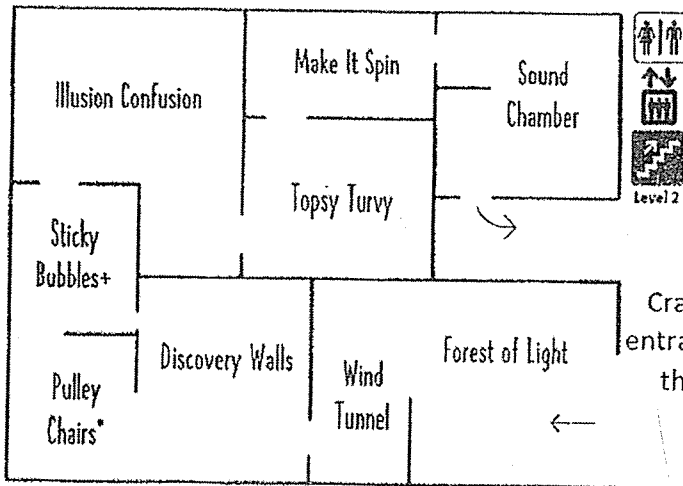 Illusion Confusion
Make It Spin
Sound
Chamber
Level 2
Topsy Turvy
Sticky
Bubbles+
Discovery Walls
Pulley
Chairs*
Wind
Tunnel
Forest of Light
Cra
entra
th